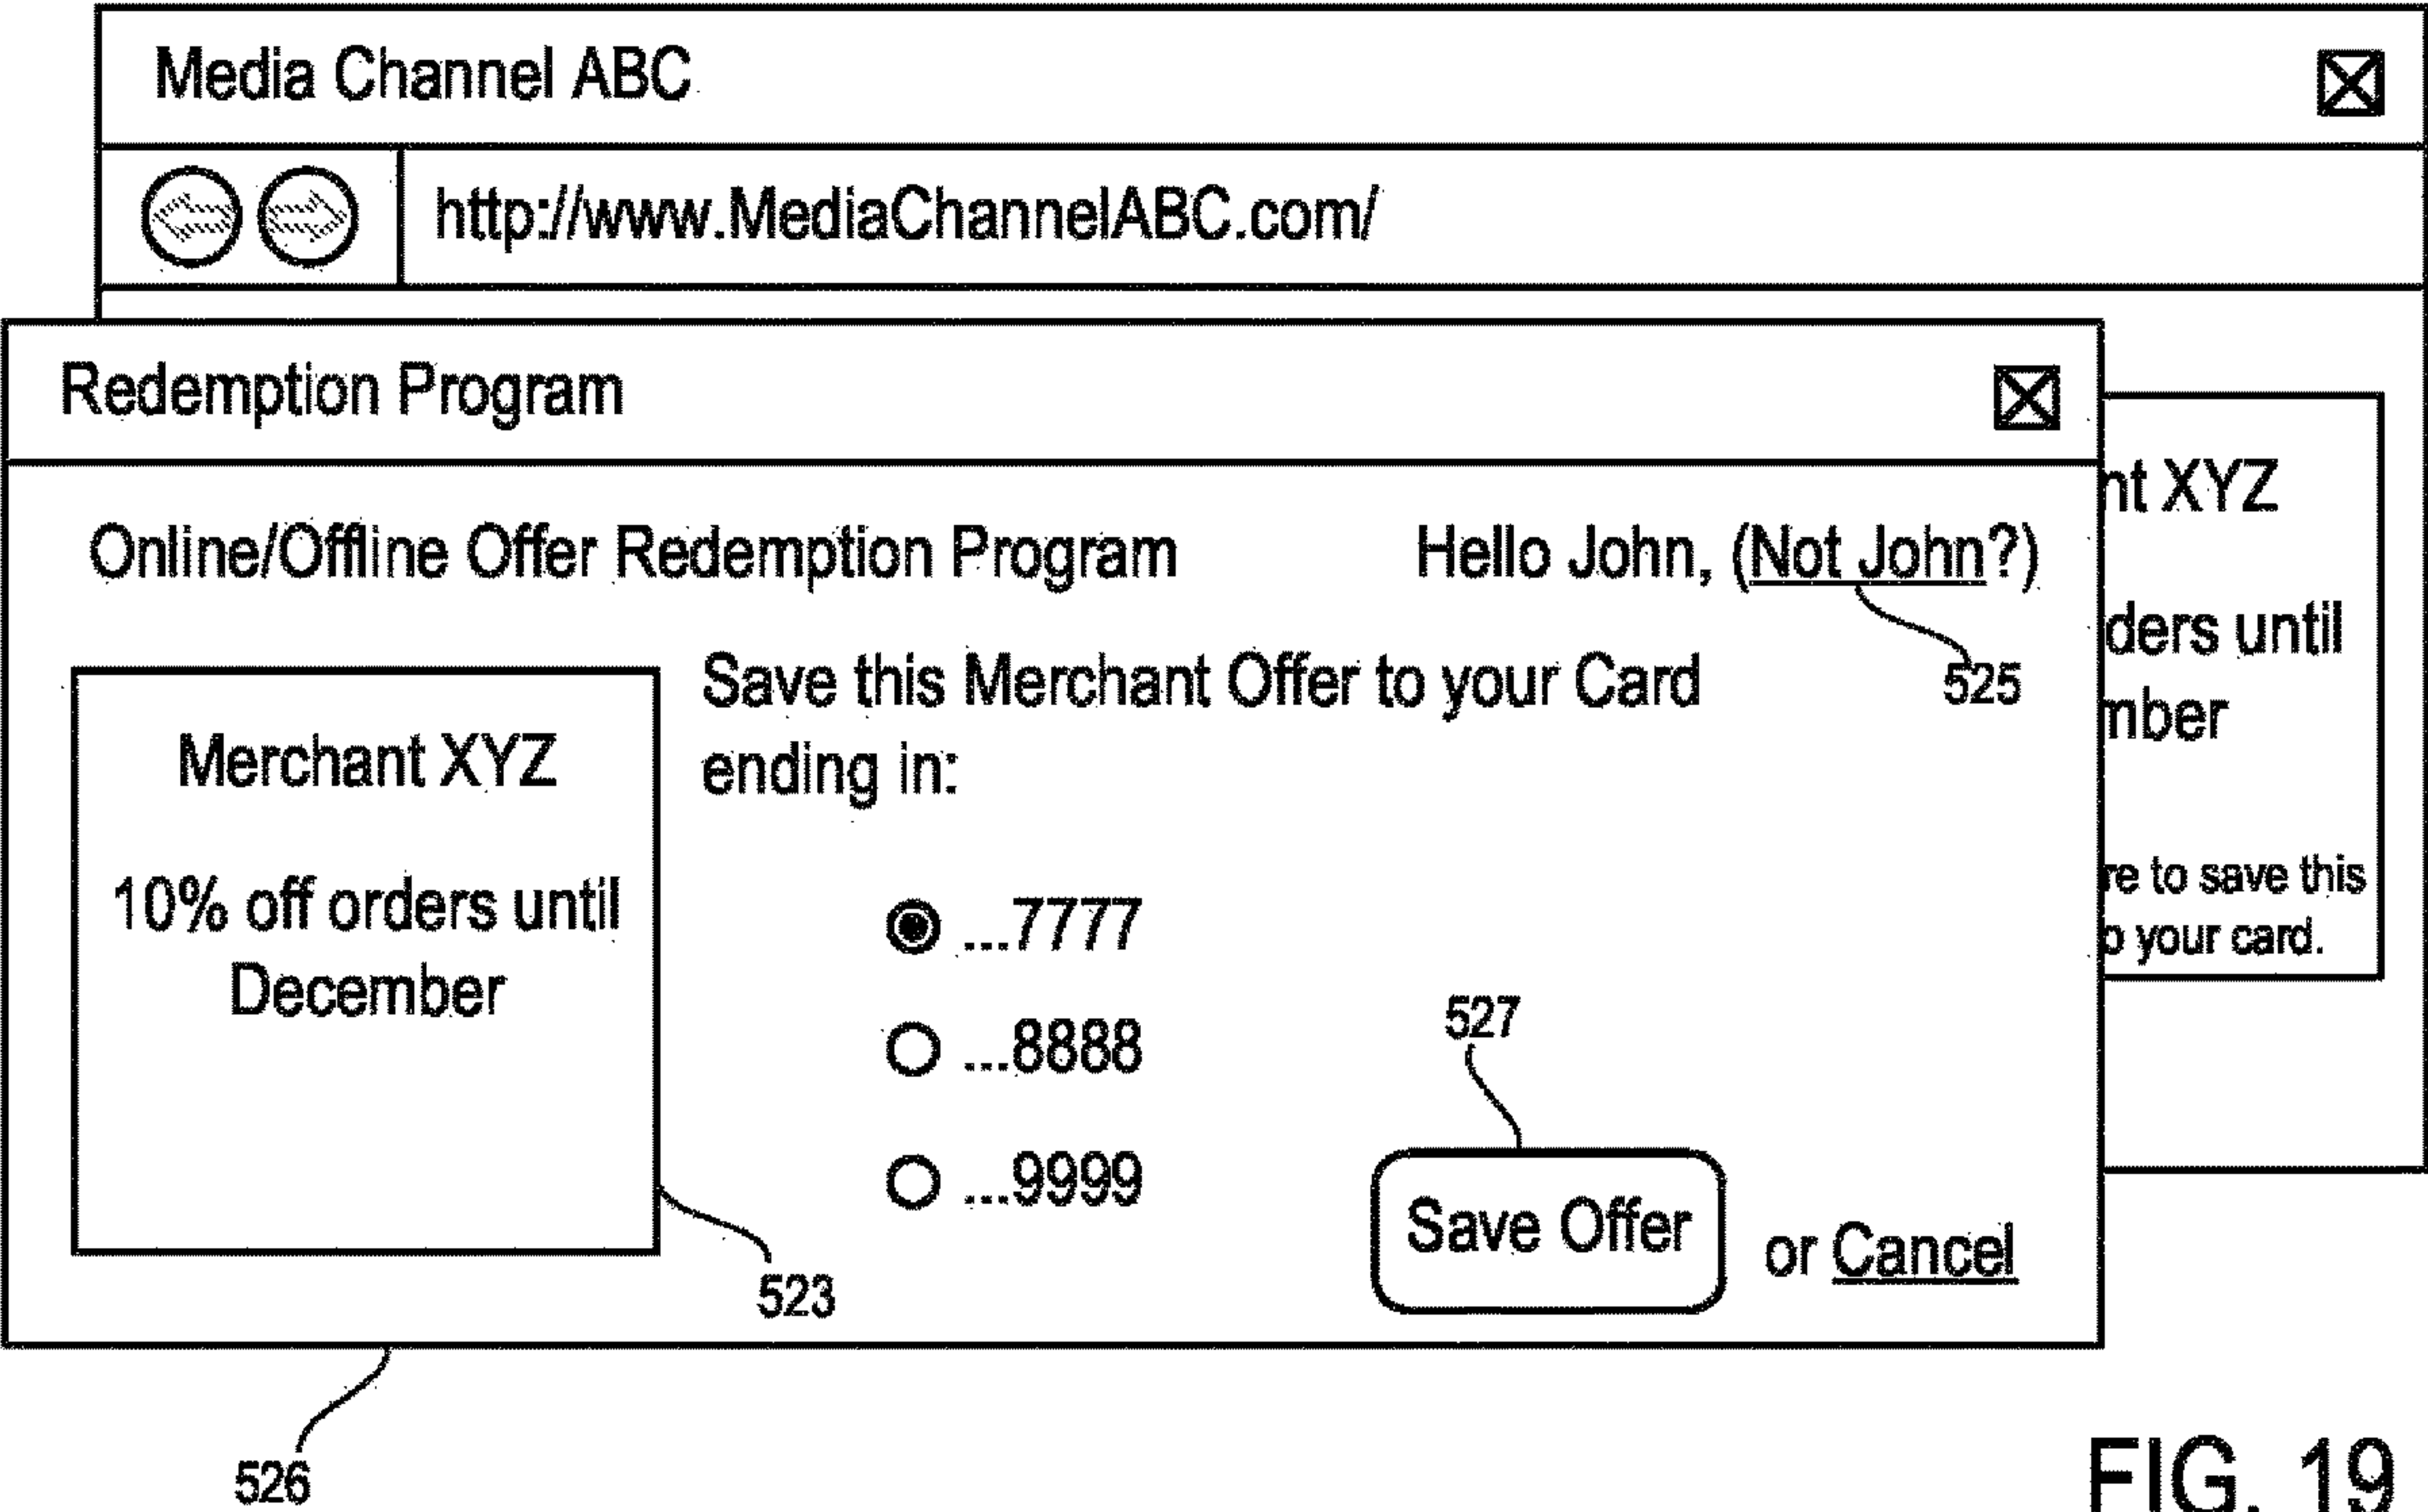 Media Channel ABC
http://www.MediaChannelABC.com/
Redemption Program
Online/Offline Offer Redemption Program
Hello John, (Not John?)
525
Save this Merchant Offer to your Card
ending in:
Merchant XYZ
10% off orders until
December
523
...7777
...8888
...9999
527
Save Offer
or Cancel
nt XYZ
ders until
mber
re to save this
o your card.
526
FIG. 19